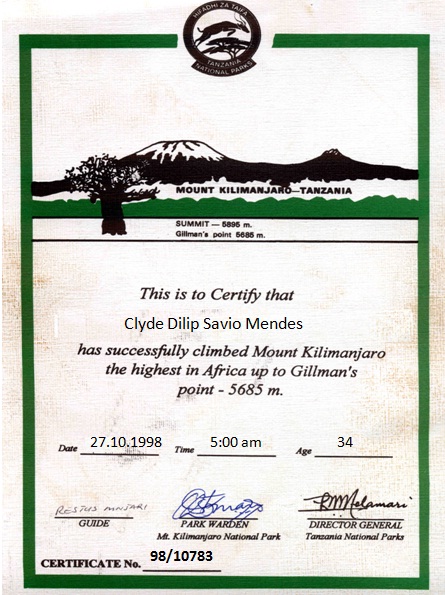 HIFADHI ZA TAIFA
TANZANIA
NATIONAL PARKS
MOUNT KILIMANJARO—TANZANIA
SUMMIT — 5895 m.
Gillman's point 5685 m.
This is to Certify that
Clyde Dilip Savio Mendes
has successfully climbed Mount Kilimanjaro
the highest in Africa up to Gillman's
point - 5685 m.
Date 27.10.1998 Time 5:00 am Age 34
GUIDE PARK WARDEN DIRECTOR GENERAL
Mt. Kilimanjaro National Park Tanzania National Parks
CERTIFICATE No. 98/10783